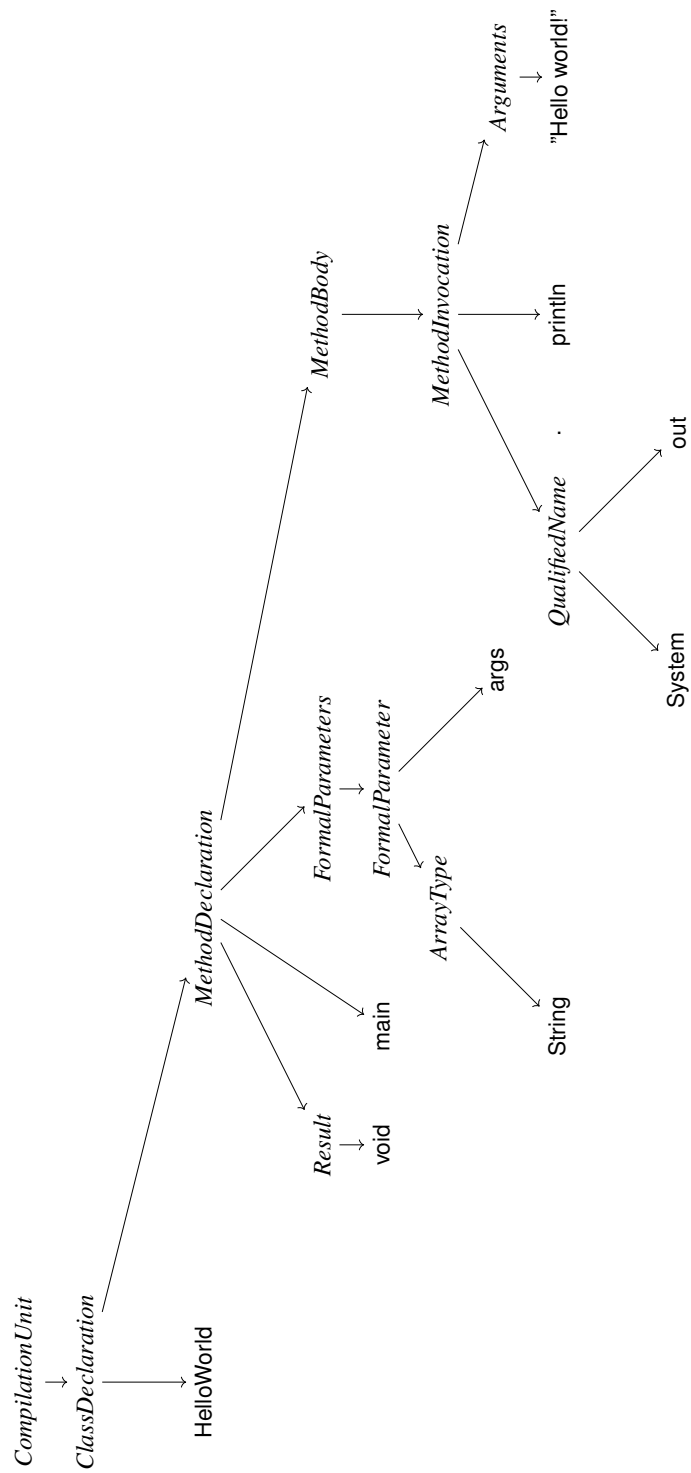 CompilationUnit
ClassDeclaration
HelloWorld
MethodDeclaration
Result
void
main
FormalParameters
FormalParameter
ArrayType
String
args
MethodBody
MethodInvocation
QualifiedName
System
out
.
println
Arguments
”Hello world!”